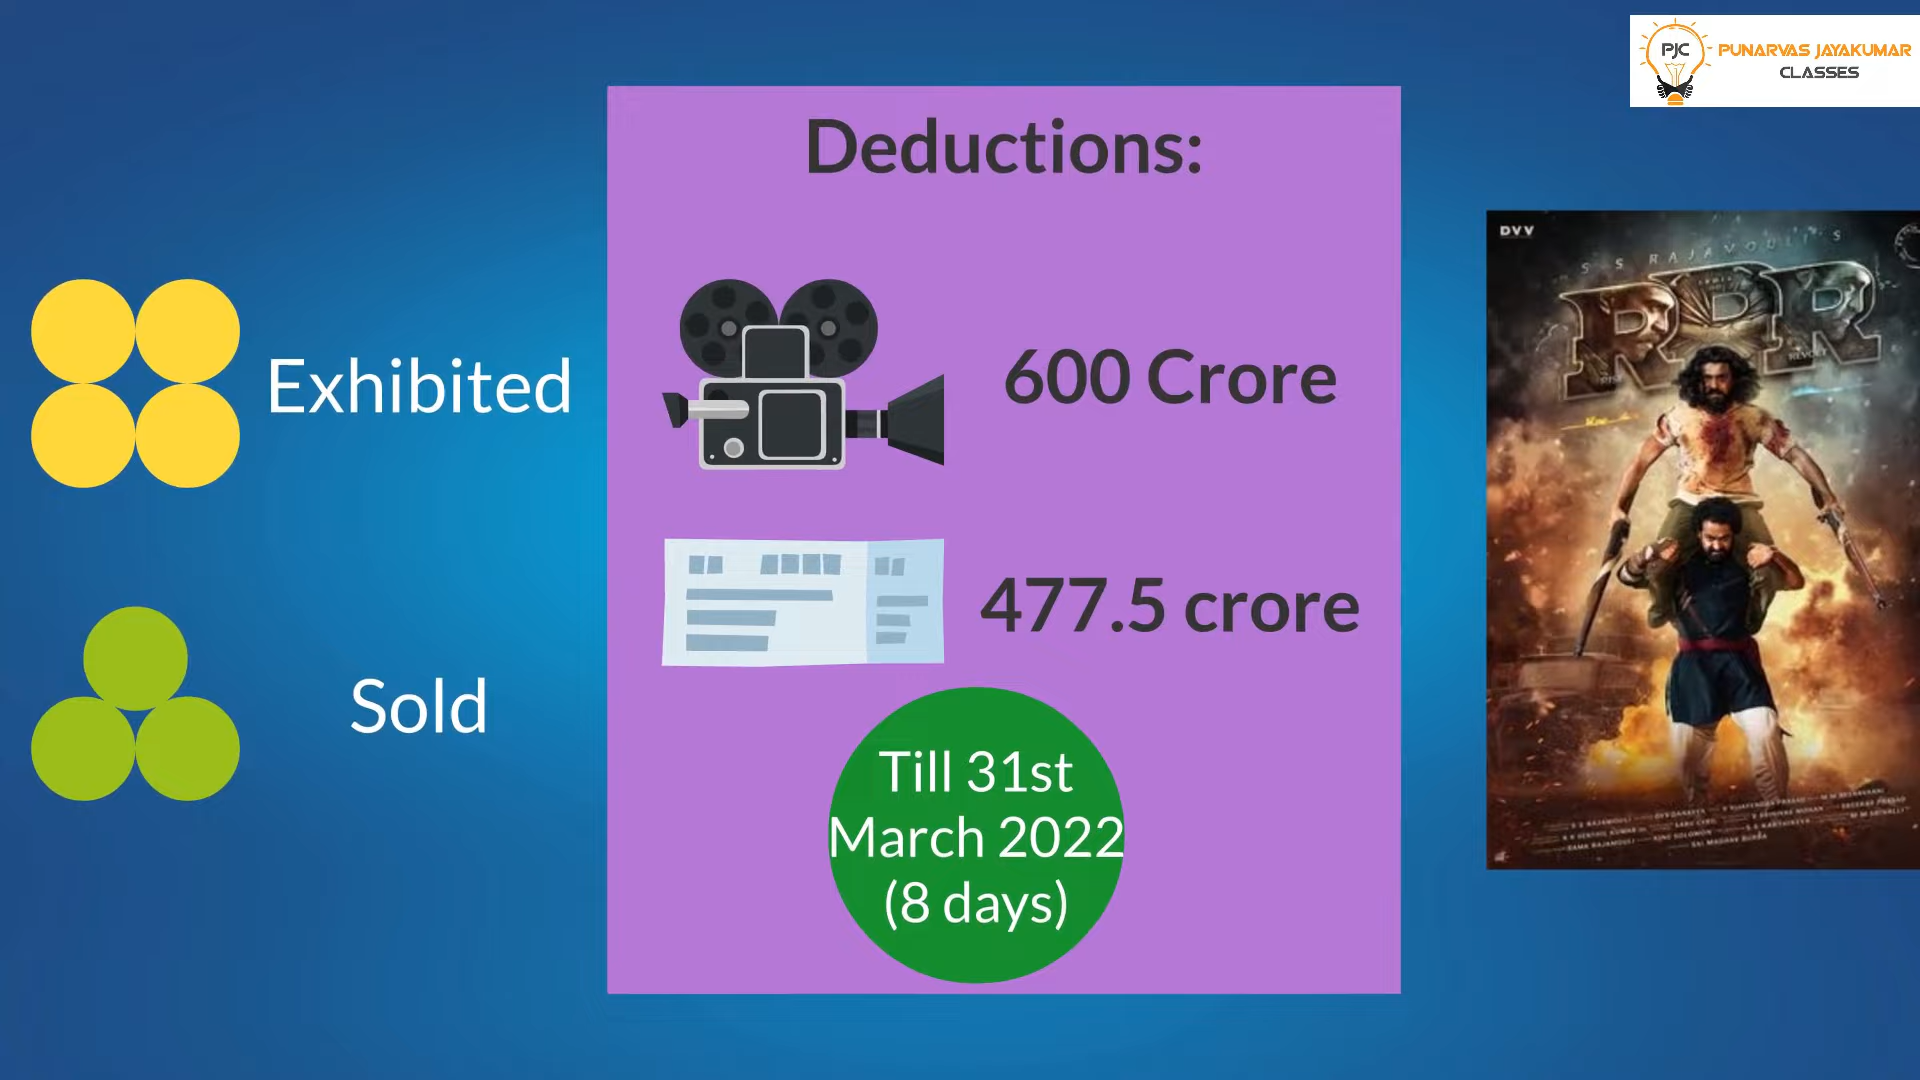 PJC
PUNARVAS JAYAKUMAR
CLASSES
Deductions:
Exhibited
600 Crore
477.5 crore
Sold
Till 31st
March 2022
(8 days)
DVV
S S RAJAMOULI'S
RRR